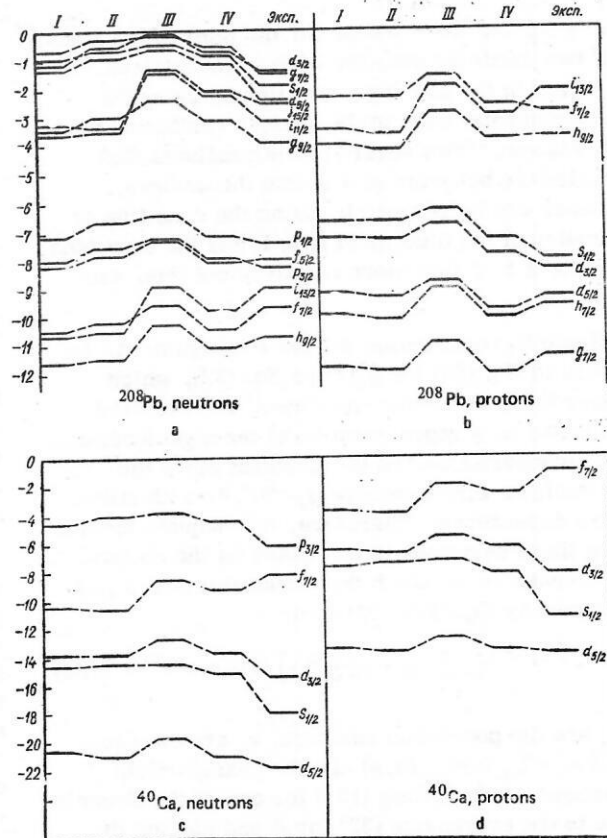 I II III IV Эксп. I II III IV Эксп.
0
-1
-2
-3
-4
-6
-7
-8
-9
-10
-11
-12
d5/2
g7/2
s1/2
d3/2
j15/2
i11/2
g9/2
p1/2
f5/2
p3/2
i13/2
f7/2
h9/2
i13/2
f7/2
h9/2
s1/2
d3/2
d5/2
h7/2
g7/2
208Pb, neutrons
208Pb, protons
a
b
0
-2
-4
-6
-8
-10
-12
-14
-16
-18
-20
-22
p3/2
f7/2
d3/2
s1/2
d5/2
f7/2
d3/2
s1/2
d5/2
40Ca, neutrons
40Ca, protons
c
d